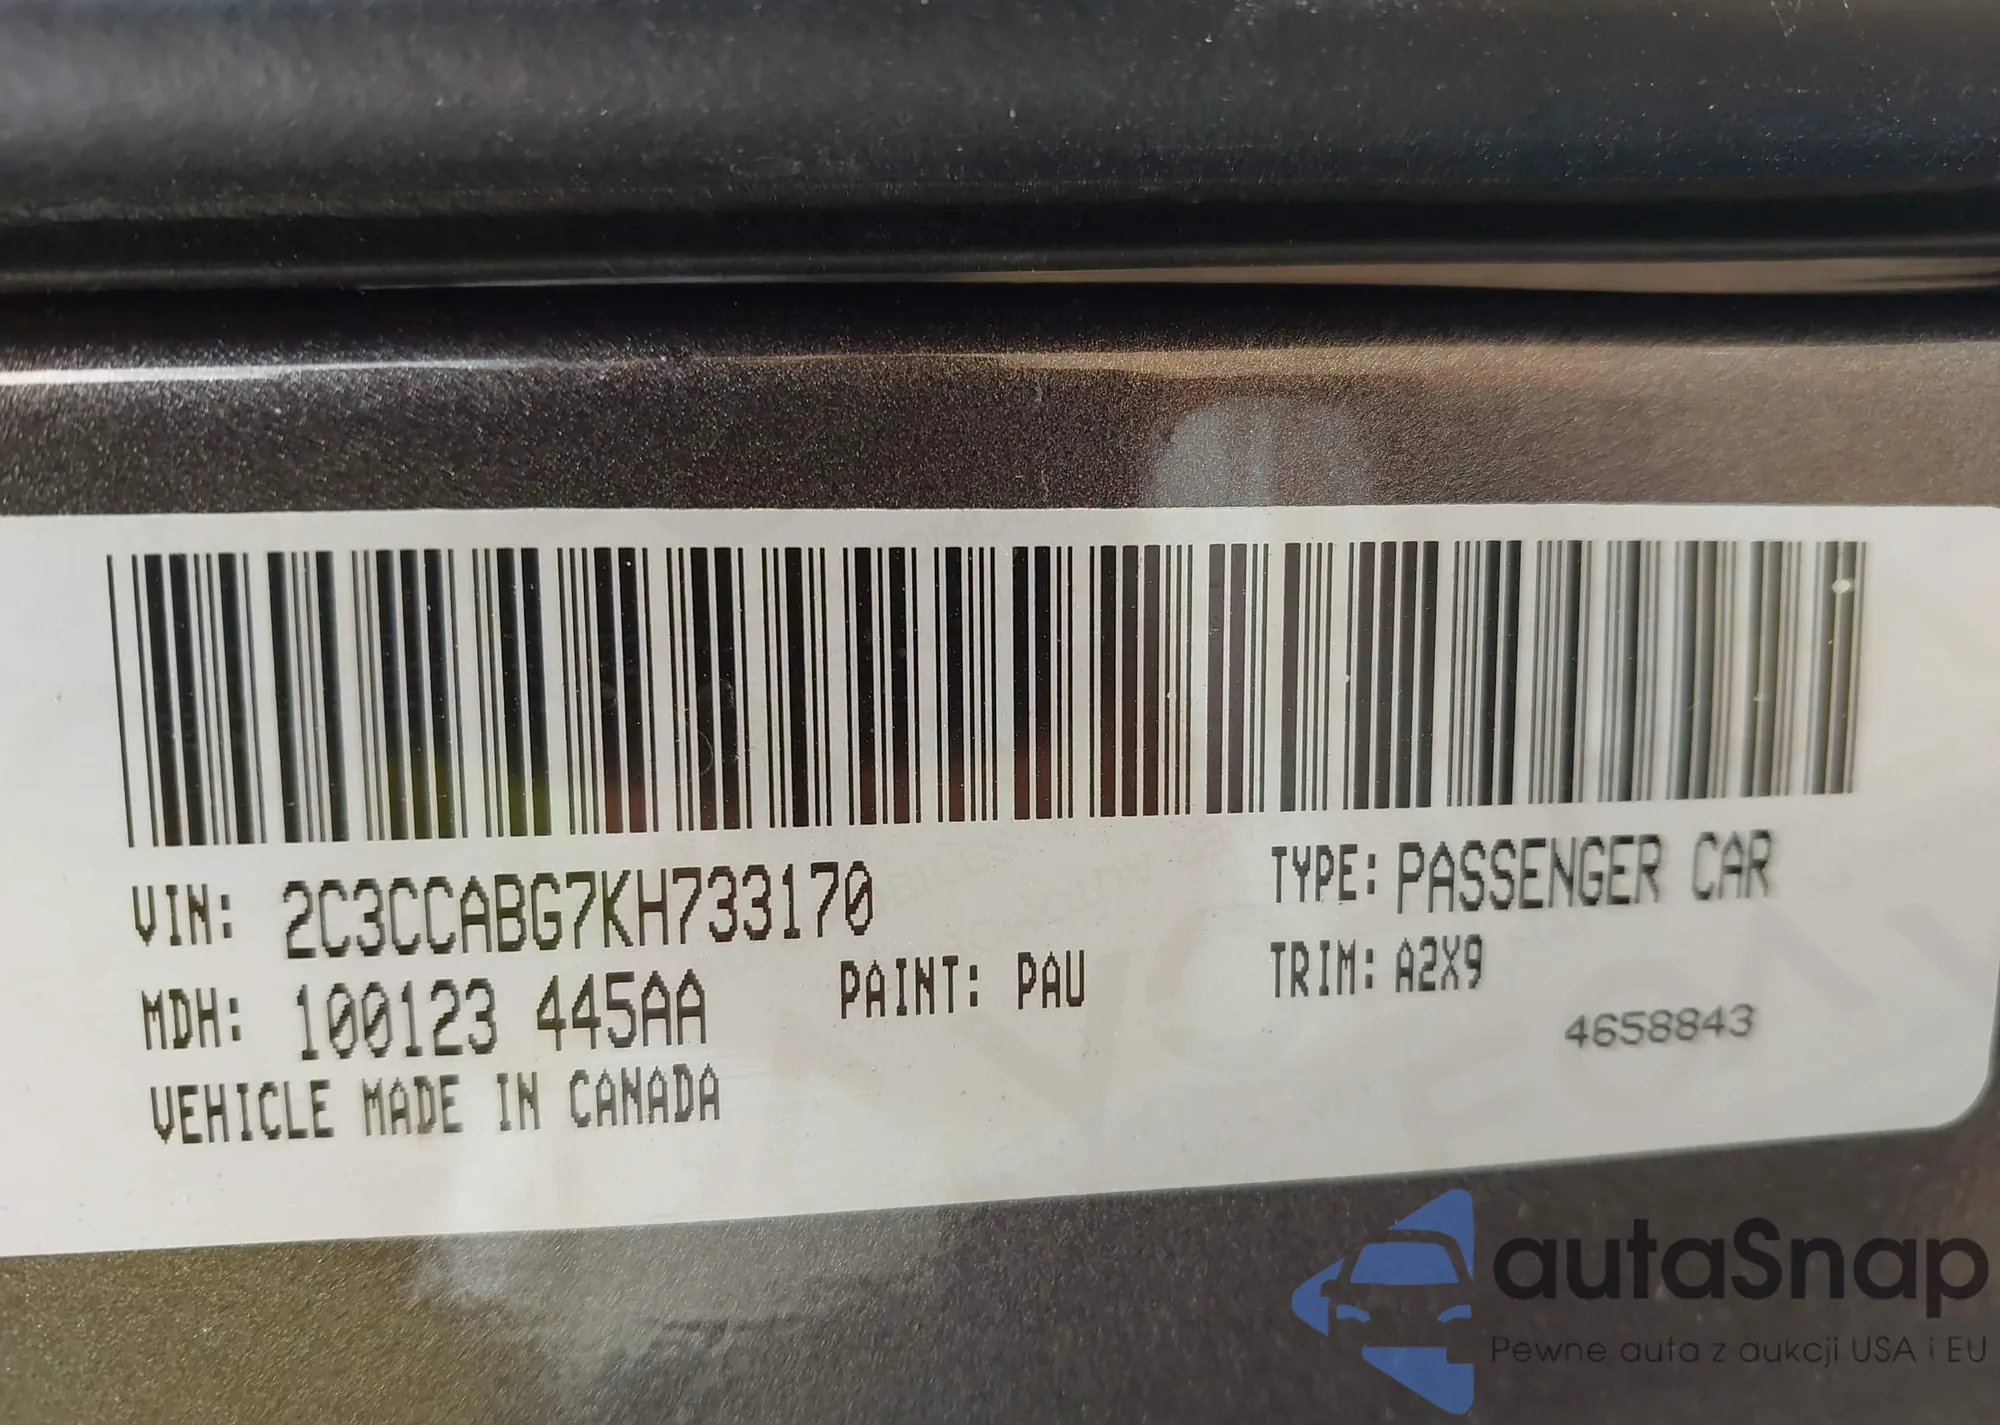 VIN: 2C3CCABG7KH733170
TYPE: PASSENGER CAR
MDH: 100123 445AA
PAINT: PAU
TRIM: A2X9
4658843
VEHICLE MADE IN CANADA
autaSnap
Pewne auta z aukcji USA i EU